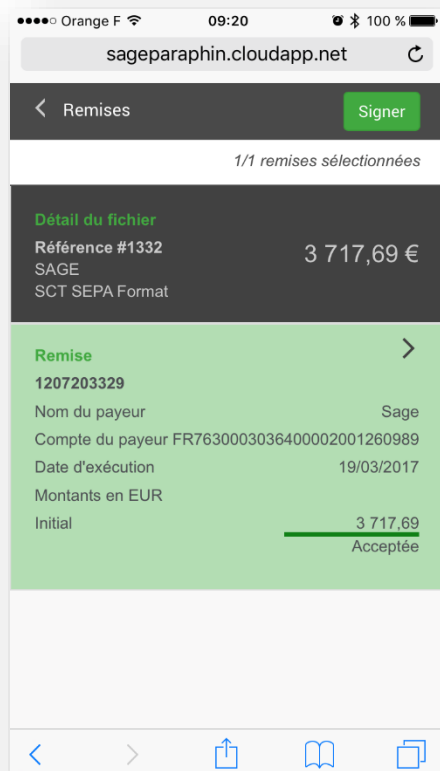 Orange F 09:20 100 %
sageparaphin.cloudapp.net
Remises Signer
1/1 remises sélectionnées
Détail du fichier
Référence #1332 3 717,69 €
SAGE
SCT SEPA Format
Remise
1207203329
Nom du payeur Sage
Compte du payeur FR7630003036400002001260989
Date d'exécution 19/03/2017
Montants en EUR
Initial 3 717,69
Acceptée